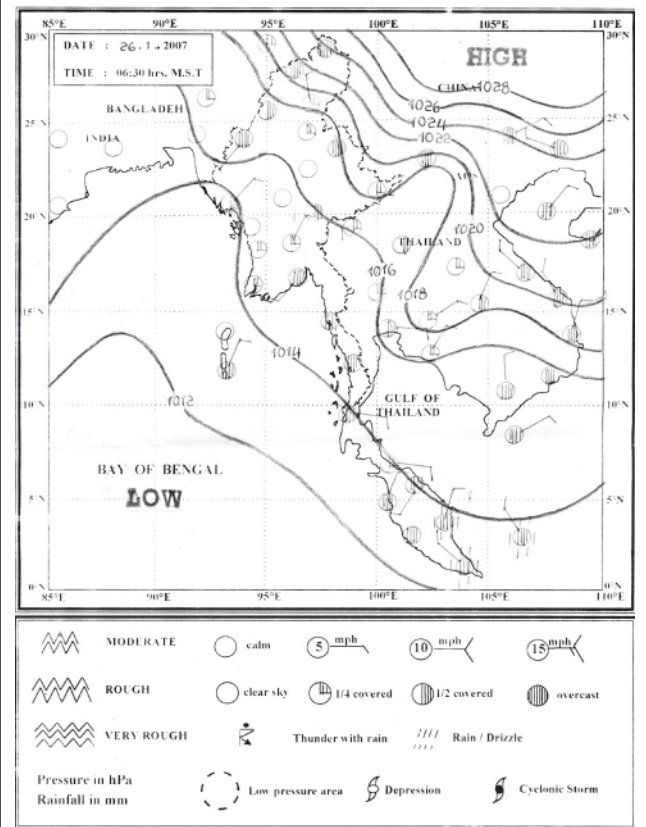 85°E 90°E 95°E 100°E 105°E 110°E
30°N 30°N
DATE : 26.1.2007
TIME : 06:30 hrs. M.S.T
HIGH
CHINA 1028
1026
BANGLADEH
1024
25°N 25°N
1022
INDIA
20°N 20°N
1020
THAILAND
1016
1018
15°N 15°N
1014
1012
10°N 10°N
GULF OF
THAILAND
BAY OF BENGAL
LOW
5°N 5°N
0°N 0°N
85°E 90°E 95°E 100°E 105°E 110°E
MODERATE calm 5 mph 10 mph 15 mph
ROUGH clear sky 1/4 covered 1/2 covered overcast
VERY ROUGH Thunder with rain Rain / Drizzle
Pressure in hPa
Rainfall in mm
Low pressure area Depression Cyclonic Storm